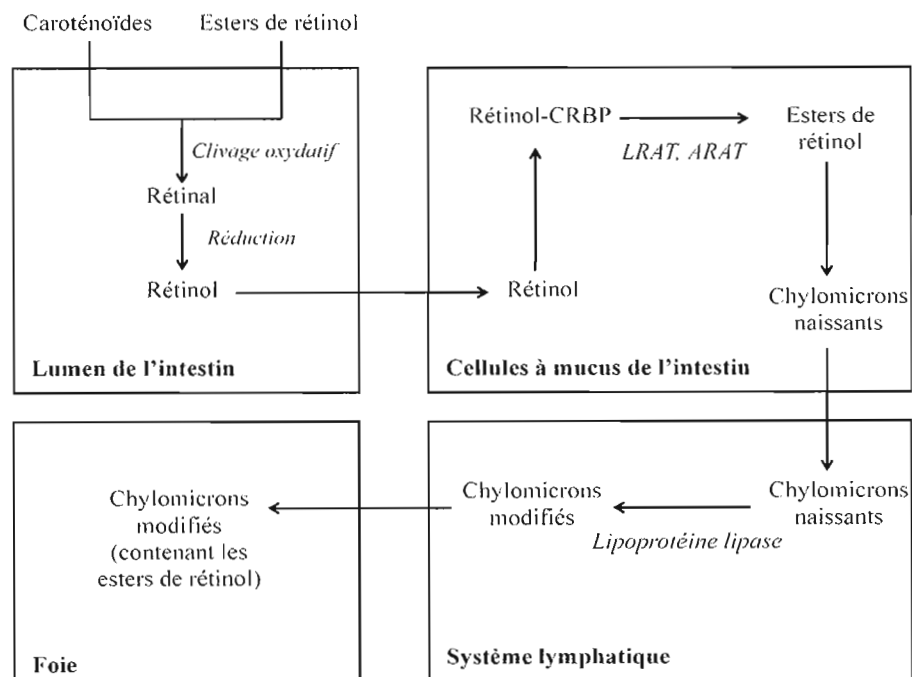 Caroténoïdes
Esters de rétinol
Clivage oxydatif
Rétinal
Réduction
Rétinol
Lumen de l'intestin
Rétinol-CRBP
LRAT, ARAT
Esters de
rétinol
Rétinol
Chylomicrons
naissants
Cellules à mucus de l'intestin
Chylomicrons
modifiés
(contenant les
esters de rétinol)
Foie
Chylomicrons
modifiés
Lipoprotéine lipase
Chylomicrons
naissants
Système lymphatique